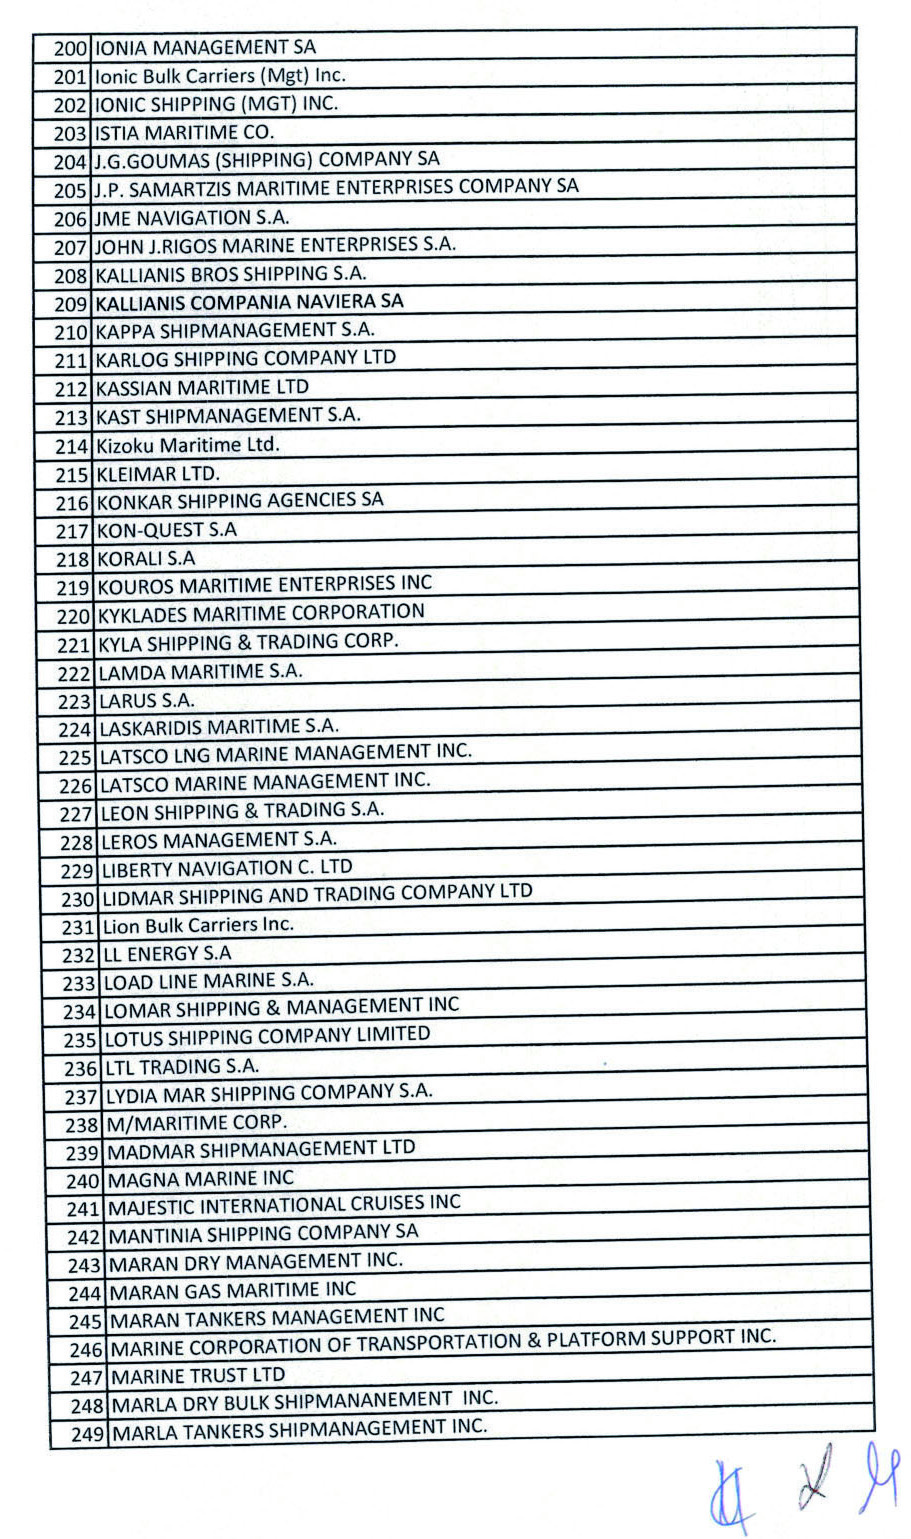 200 IONIA MANAGEMENT SA
201 Ionic Bulk Carriers (Mgt) Inc.
202 IONIC SHIPPING (MGT) INC.
203 ISTIA MARITIME CO.
204 J.G.GOUMAS (SHIPPING) COMPANY SA
205 J.P. SAMARTZIS MARITIME ENTERPRISES COMPANY SA
206 JME NAVIGATION S.A.
207 JOHN J.RIGOS MARINE ENTERPRISES S.A.
208 KALLIANIS BROS SHIPPING S.A.
209 KALLIANIS COMPANIA NAVIERA SA
210 KAPPA SHIPMANAGEMENT S.A.
211 KARLOG SHIPPING COMPANY LTD
212 KASSIAN MARITIME LTD
213 KAST SHIPMANAGEMENT S.A.
214 Kizoku Maritime Ltd.
215 KLEIMAR LTD.
216 KONKAR SHIPPING AGENCIES SA
217 KON-QUEST S.A
218 KORALI S.A
219 KOUROS MARITIME ENTERPRISES INC
220 KYKLADES MARITIME CORPORATION
221 KYLA SHIPPING & TRADING CORP.
222 LAMDA MARITIME S.A.
223 LARUS S.A.
224 LASKARIDIS MARITIME S.A.
225 LATSCO LNG MARINE MANAGEMENT INC.
226 LATSCO MARINE MANAGEMENT INC.
227 LEON SHIPPING & TRADING S.A.
228 LEROS MANAGEMENT S.A.
229 LIBERTY NAVIGATION C. LTD
230 LIDMAR SHIPPING AND TRADING COMPANY LTD
231 Lion Bulk Carriers Inc.
232 LL ENERGY S.A
233 LOAD LINE MARINE S.A.
234 LOMAR SHIPPING & MANAGEMENT INC
235 LOTUS SHIPPING COMPANY LIMITED
236 LTL TRADING S.A.
237 LYDIA MAR SHIPPING COMPANY S.A.
238 M/MARITIME CORP.
239 MADMAR SHIPMANAGEMENT LTD
240 MAGNA MARINE INC
241 MAJESTIC INTERNATIONAL CRUISES INC
242 MANTINIA SHIPPING COMPANY SA
243 MARAN DRY MANAGEMENT INC.
244 MARAN GAS MARITIME INC
245 MARAN TANKERS MANAGEMENT INC
246 MARINE CORPORATION OF TRANSPORTATION & PLATFORM SUPPORT INC.
247 MARINE TRUST LTD
248 MARLA DRY BULK SHIPMANANEMENT INC.
249 MARLA TANKERS SHIPMANAGEMENT INC.